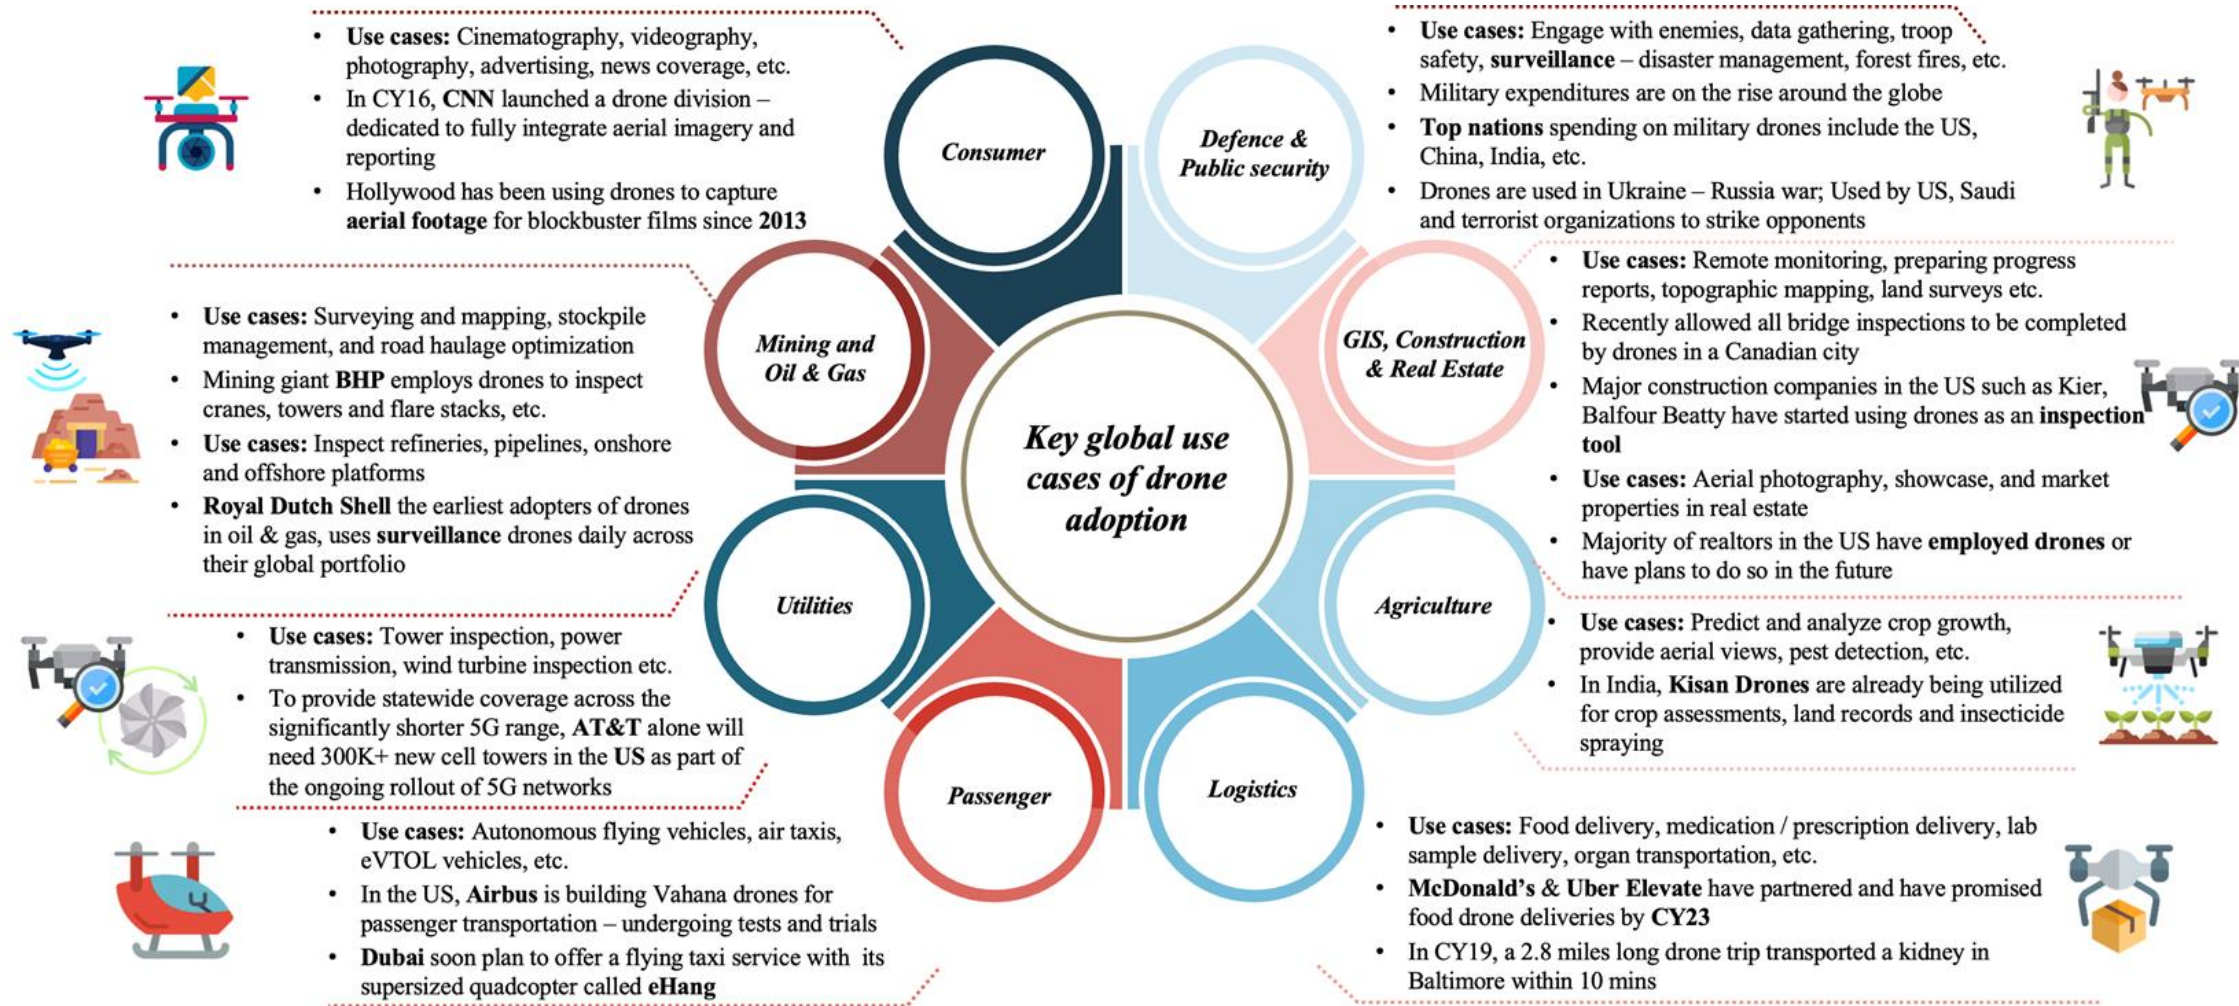 Key global use
cases of drone
adoption
Consumer
• Use cases: Cinematography, videography,
photography, advertising, news coverage, etc.
• In CY16, CNN launched a drone division –
dedicated to fully integrate aerial imagery and
reporting
• Hollywood has been using drones to capture
aerial footage for blockbuster films since 2013
Defence &
Public security
• Use cases: Engage with enemies, data gathering, troop
safety, surveillance – disaster management, forest fires, etc.
• Military expenditures are on the rise around the globe
• Top nations spending on military drones include the US,
China, India, etc.
• Drones are used in Ukraine – Russia war; Used by US, Saudi
and terrorist organizations to strike opponents
Mining and
Oil & Gas
• Use cases: Surveying and mapping, stockpile
management, and road haulage optimization
• Mining giant BHP employs drones to inspect
cranes, towers and flare stacks, etc.
• Use cases: Inspect refineries, pipelines, onshore
and offshore platforms
• Royal Dutch Shell the earliest adopters of drones
in oil & gas, uses surveillance drones daily across
their global portfolio
GIS, Construction
& Real Estate
• Use cases: Remote monitoring, preparing progress
reports, topographic mapping, land surveys etc.
• Recently allowed all bridge inspections to be completed
by drones in a Canadian city
• Major construction companies in the US such as Kier,
Balfour Beatty have started using drones as an inspection
tool
• Use cases: Aerial photography, showcase, and market
properties in real estate
• Majority of realtors in the US have employed drones or
have plans to do so in the future
Utilities
• Use cases: Tower inspection, power
transmission, wind turbine inspection etc.
• To provide statewide coverage across the
significantly shorter 5G range, AT&T alone will
need 300K+ new cell towers in the US as part of
the ongoing rollout of 5G networks
Agriculture
• Use cases: Predict and analyze crop growth,
provide aerial views, pest detection, etc.
• In India, Kisan Drones are already being utilized
for crop assessments, land records and insecticide
spraying
Passenger
• Use cases: Autonomous flying vehicles, air taxis,
eVTOL vehicles, etc.
• In the US, Airbus is building Vahana drones for
passenger transportation – undergoing tests and trials
• Dubai soon plan to offer a flying taxi service with its
supersized quadcopter called eHang
Logistics
• Use cases: Food delivery, medication / prescription delivery, lab
sample delivery, organ transportation, etc.
• McDonald's & Uber Elevate have partnered and have promised
food drone deliveries by CY23
• In CY19, a 2.8 miles long drone trip transported a kidney in
Baltimore within 10 mins